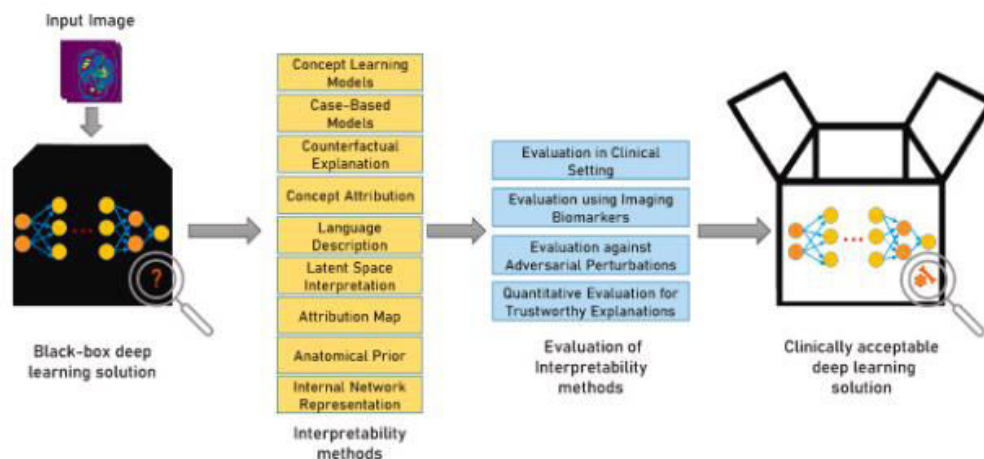 Input Image
Black-box deep
learning solution
?
Concept Learning
Models
Case-Based
Models
Counterfactual
Explanation
Concept Attribution
Language
Description
Latent Space
Interpretation
Attribution Map
Anatomical Prior
Internal Network
Representation
Interpretability
methods
Evaluation in Clinical
Setting
Evaluation using Imaging
Biomarkers
Evaluation against
Adversarial Perturbations
Quantitative Evaluation for
Trustworthy Explanations
Evaluation of
Interpretability
methods
Clinically acceptable
deep learning
solution